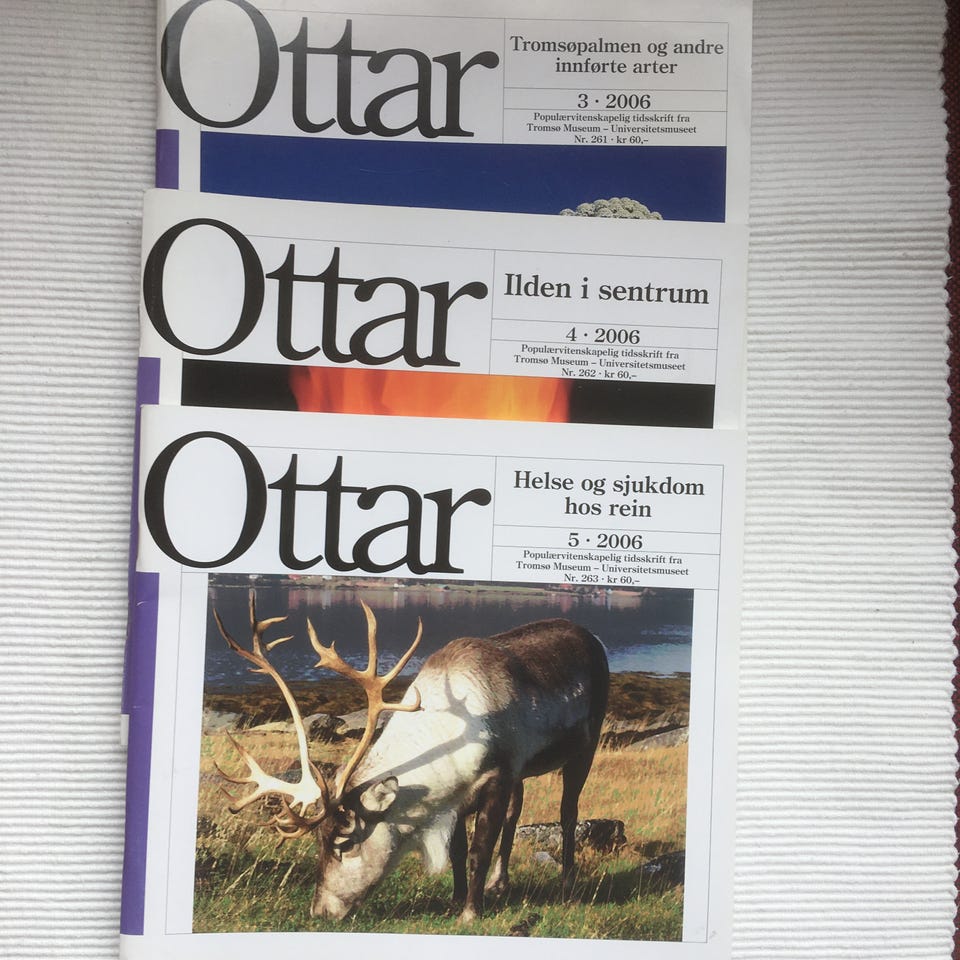 Ottar
Tromsøpalmen og andre
innførte arter
3 · 2006
Populærvitenskapelig tidsskrift fra
Tromsø Museum – Universitetsmuseet
Nr. 261 · kr 60,–
Ottar
Ilden i sentrum
4 · 2006
Populærvitenskapelig tidsskrift fra
Tromsø Museum – Universitetsmuseet
Nr. 262 · kr 60,–
Ottar
Helse og sjukdom
hos rein
5 · 2006
Populærvitenskapelig tidsskrift fra
Tromsø Museum – Universitetsmuseet
Nr. 263 · kr 60,–